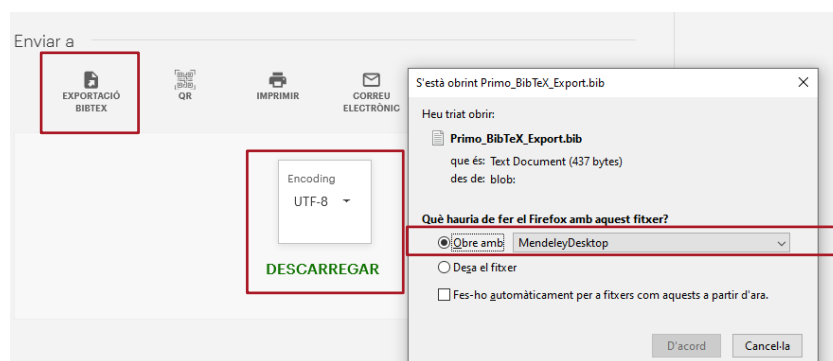 Enviar a
EXPORTACIÓ
BIBTEX
QR
IMPRIMIR
CORREU
ELECTRÒNIC
Encoding
UTF-8
DESCARREGAR
S'està obrint Primo_BibTeX_Export.bib
Heu triat obrir:
Primo_BibTeX_Export.bib
que és: Text Document (437 bytes)
des de: blob:
Què hauria de fer el Firefox amb aquest fitxer?
Obre amb MendeleyDesktop
Desa el fitxer
Fes-ho automàticament per a fitxers com aquests a partir d'ara.
D'acord Cancel·la